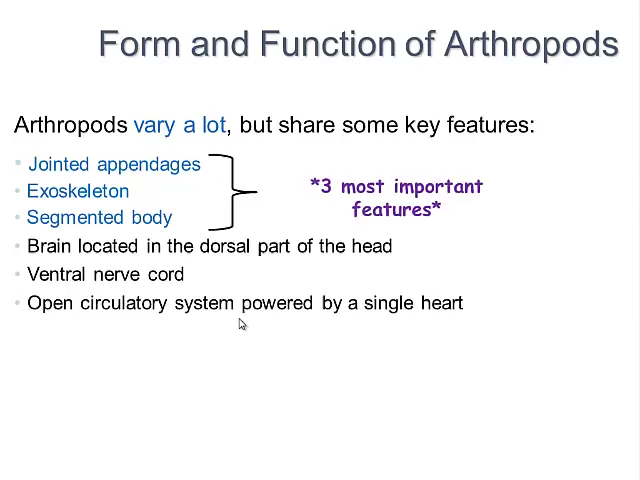 Form and Function of Arthropods
Arthropods vary a lot, but share some key features:
• Jointed appendages
• Exoskeleton
• Segmented body
*3 most important
features*
• Brain located in the dorsal part of the head
• Ventral nerve cord
• Open circulatory system powered by a single heart